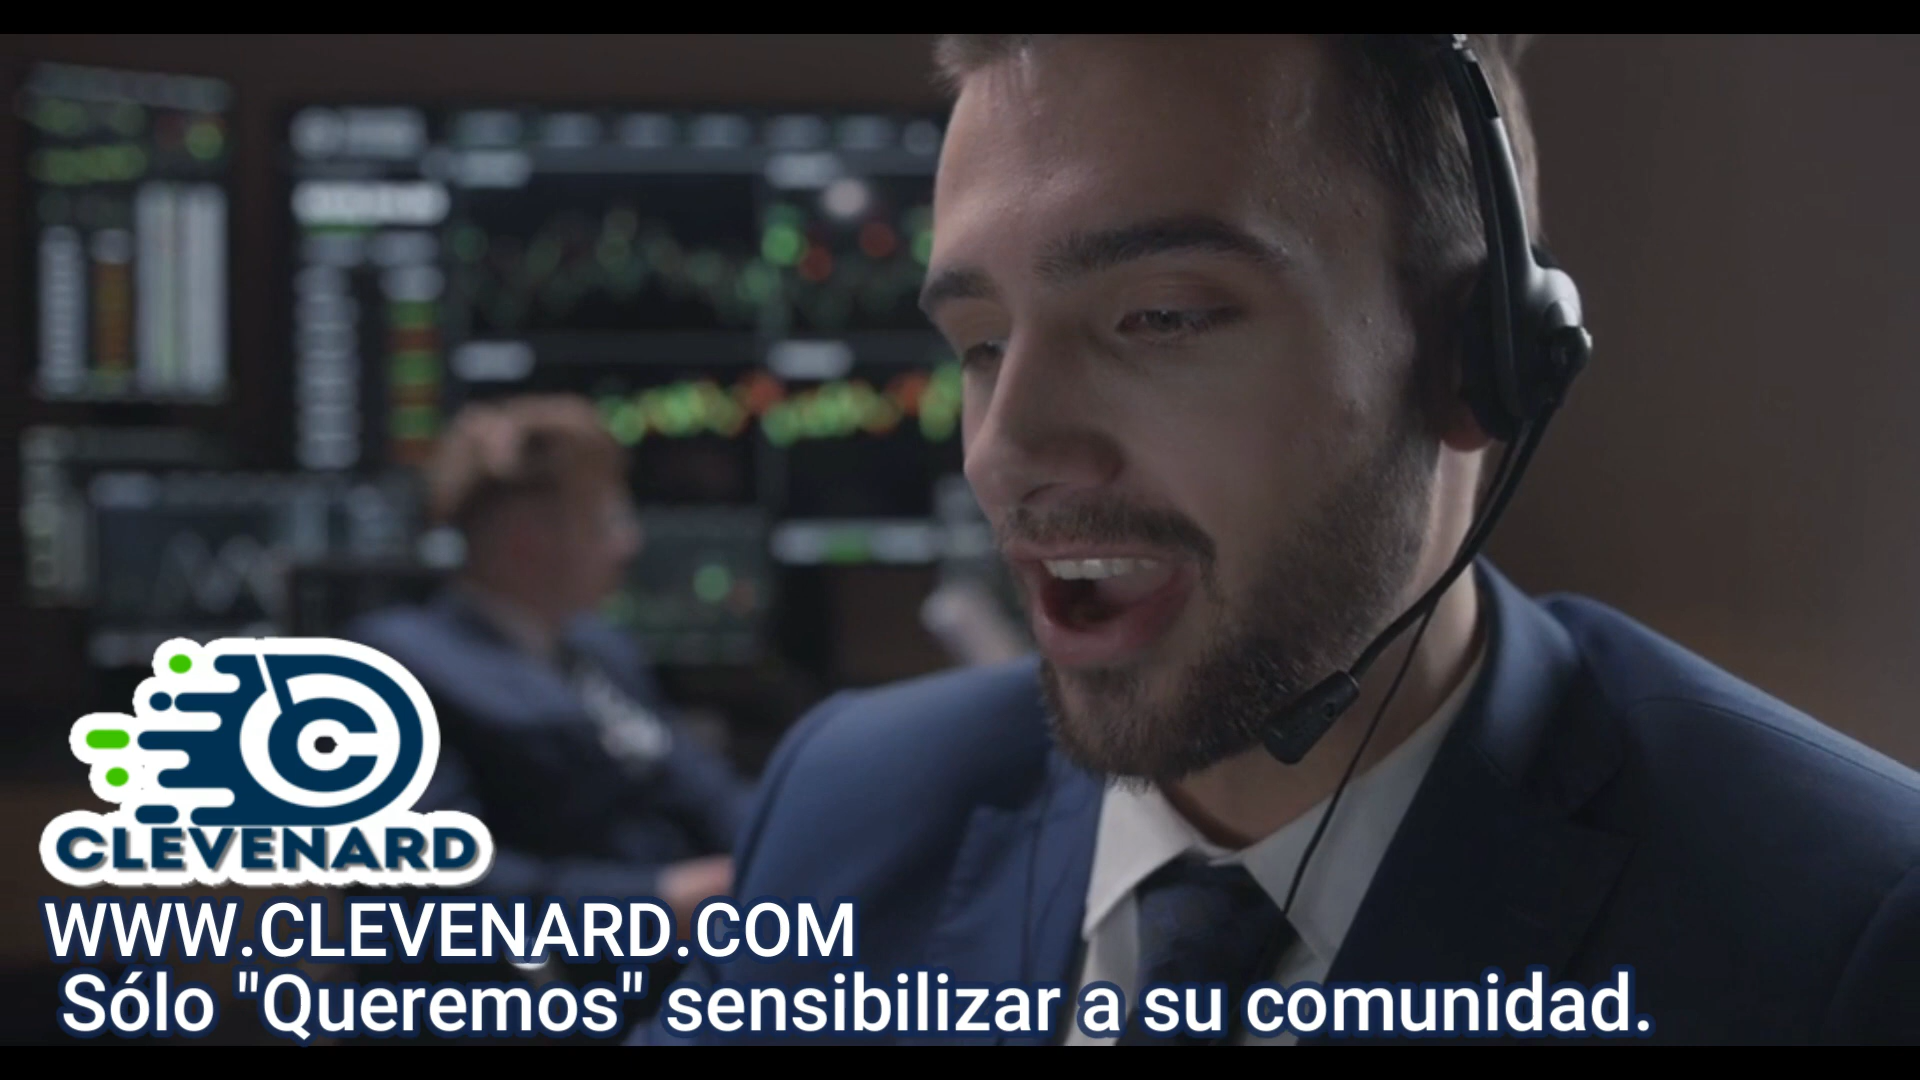 CLEVENARD
WWW.CLEVENARD.COM
Sólo "Queremos" sensibilizar a su comunidad.